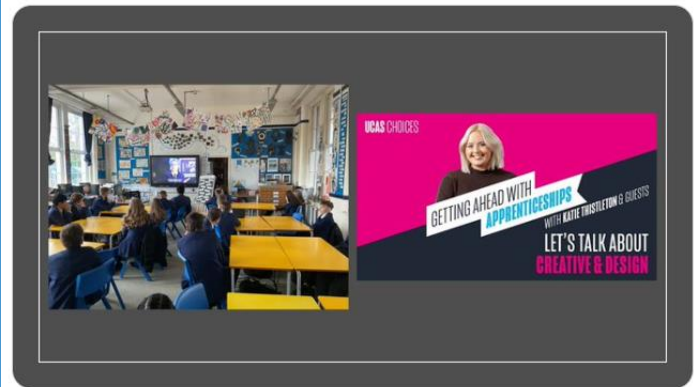 UCAS CHOICES
GETTING AHEAD WITH
APPRENTICESHIPS
WITH KATIE THISTLETON & GUESTS
LET'S TALK ABOUT
CREATIVE & DESIGN